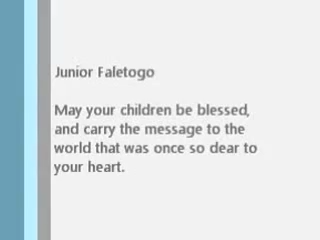 Junior Faletogo
May your children be blessed,
and carry the message to the
world that was once so dear to
your heart.